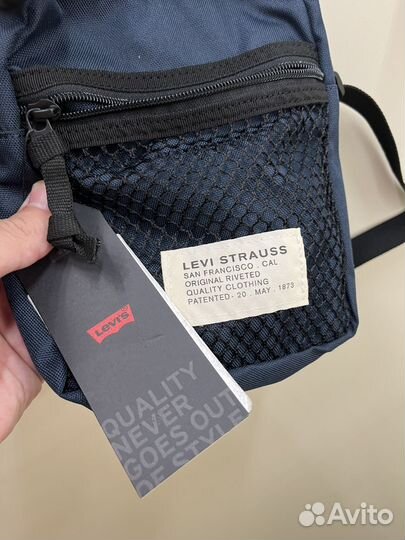 LEVI STRAUSS
SAN FRANCISCO . CAL
ORIGINAL RIVETED
QUALITY CLOTHING
PATENTED · 20 . MAY . 1873
Levi's
QUALITY
NEVER
GOES OUT
OF STYLE
Avito